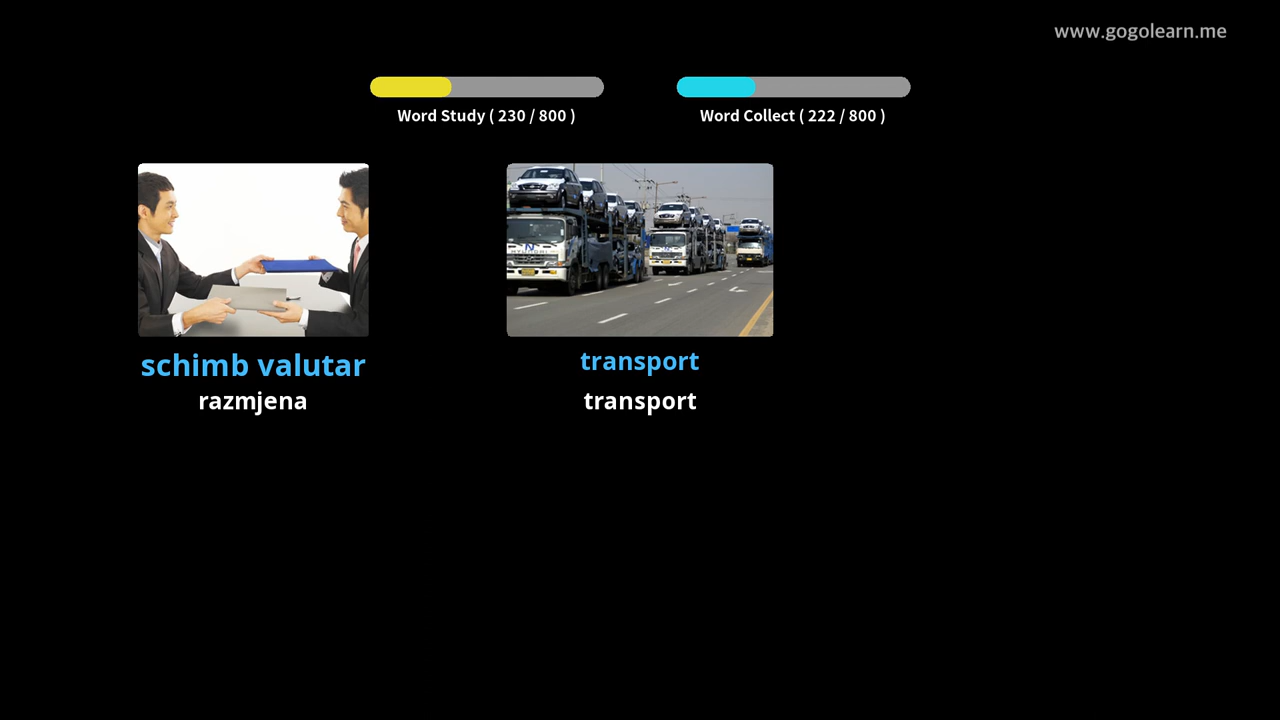 www.gogolearn.me
Word Study ( 230 / 800 )
Word Collect ( 222 / 800 )
schimb valutar
razmjena
transport
transport